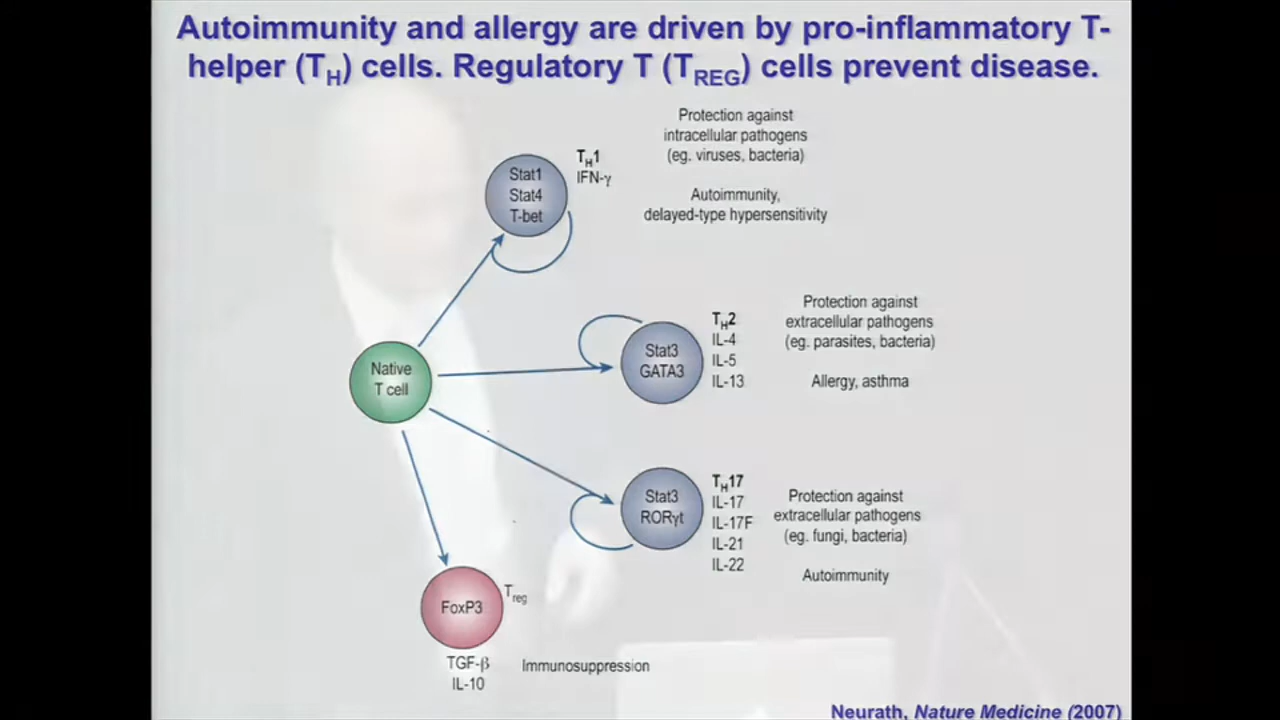 Autoimmunity and allergy are driven by pro-inflammatory T-
helper (TH) cells. Regulatory T (TREG) cells prevent disease.
Protection against
intracellular pathogens
(eg. viruses, bacteria)
Autoimmunity,
delayed-type hypersensitivity
TH1
IFN-γ
Stat1
Stat4
T-bet
Protection against
extracellular pathogens
(eg. parasites, bacteria)
Allergy, asthma
TH2
IL-4
IL-5
IL-13
Stat3
GATA3
Native
T cell
TH17
IL-17
IL-17F
IL-21
IL-22
Stat3
RORγt
Protection against
extracellular pathogens
(eg. fungi, bacteria)
Autoimmunity
Treg
FoxP3
TGF-β
IL-10
Immunosuppression
Neurath, Nature Medicine (2007)